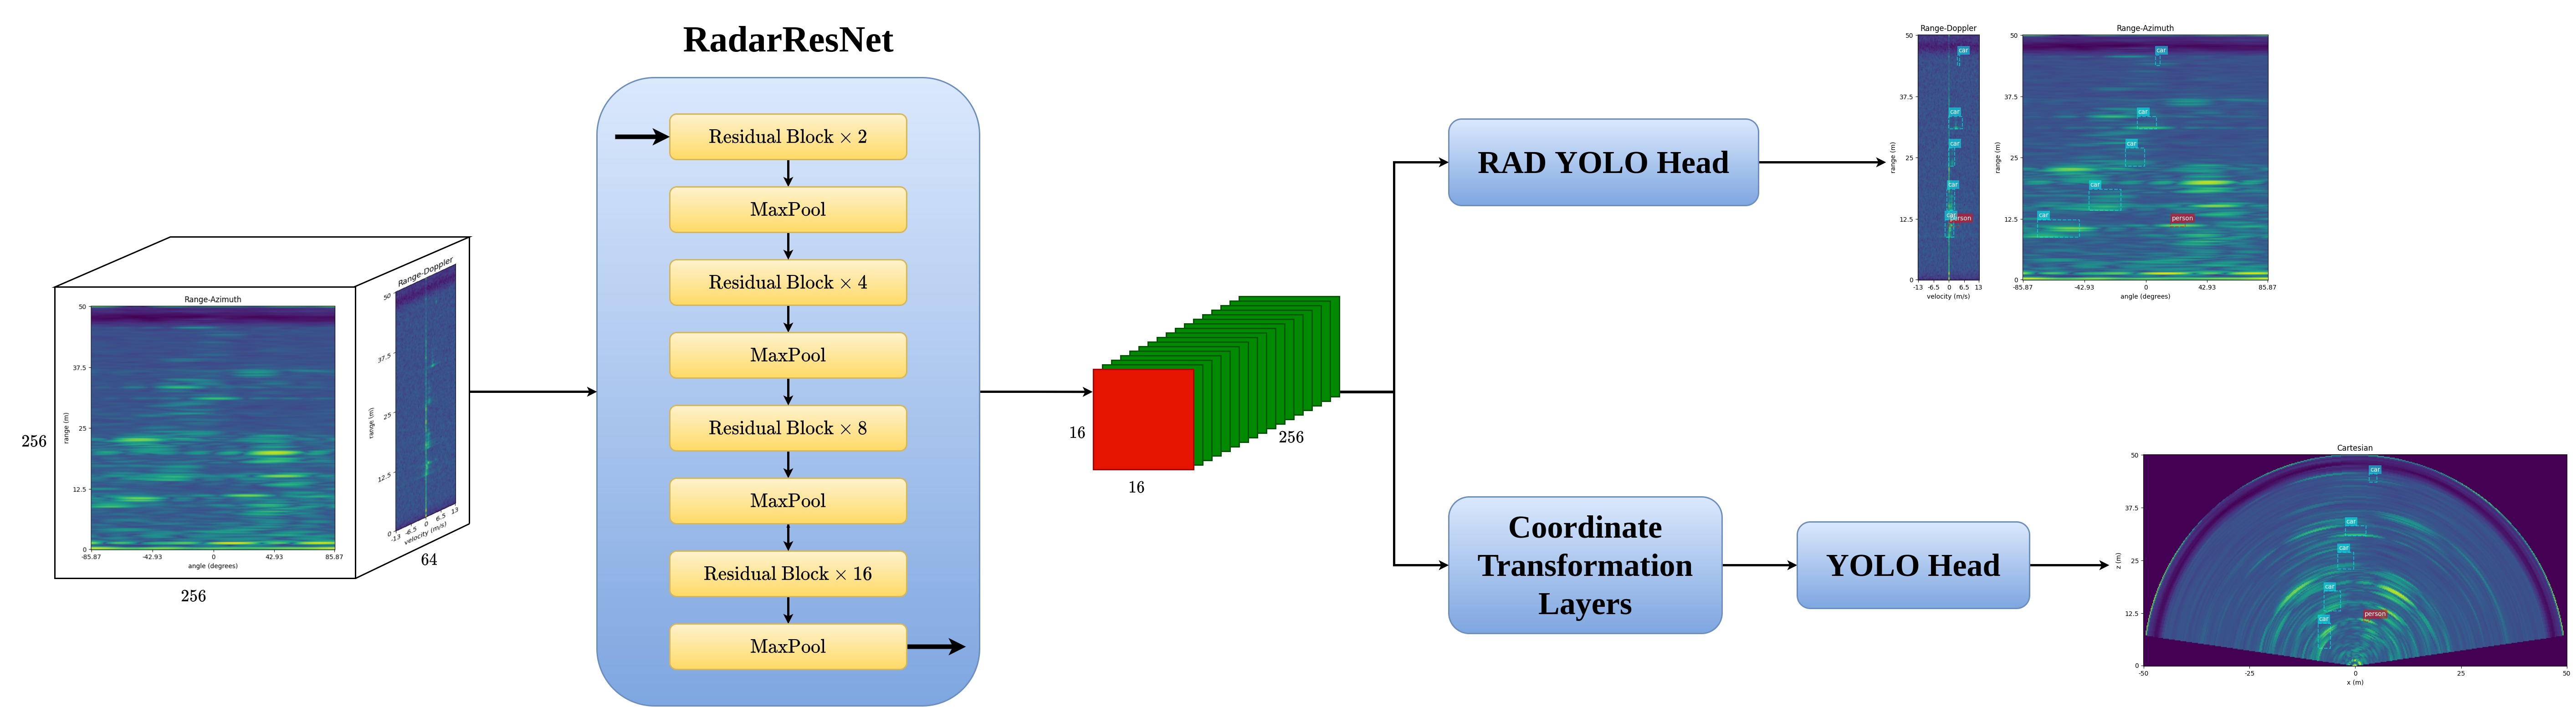 RadarResNet
Residual Block × 2
MaxPool
Residual Block × 4
MaxPool
Residual Block × 8
MaxPool
Residual Block × 16
MaxPool
Range-Azimuth
50
37.5
25
12.5
0
range (m)
-85.87 -42.93 0 42.93 85.87
angle (degrees)
256
256
Range-Doppler
50
37.5
25
12.5
0
range (m)
-13 -6.5 0 6.5 13
velocity (m/s)
64
16
16
256
RAD YOLO Head
Coordinate
Transformation
Layers
YOLO Head
Range-Doppler
50
37.5
25
12.5
0
range (m)
car
car
car
car
car
person
-13 -6.5 0 6.5 13
velocity (m/s)
Range-Azimuth
50
37.5
25
12.5
0
range (m)
car
car
car
car
car
person
-85.87 -42.93 0 42.93 85.87
angle (degrees)
Cartesian
50
37.5
25
12.5
0
z (m)
car
car
car
car
person
car
-50 -25 0 25 50
x (m)